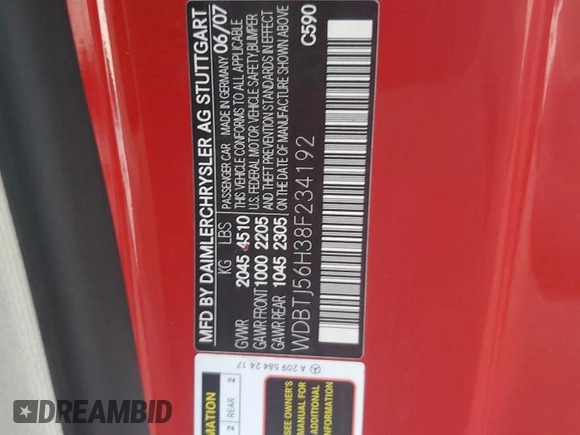 MFD BY DAIMLERCHRYSLER AG STUTTGART
KG LBS PASSENGER CAR MADE IN GERMANY 06/07
GVWR 2045 4510 THIS VEHICLE CONFORMS TO ALL APPLICABLE
GAWR FRONT 1000 2205 U.S. FEDERAL MOTOR VEHICLE SAFETY, BUMPER
GAWR REAR 1045 2305 AND THEFT PREVENTION STANDARDS IN EFFECT
ON THE DATE OF MANUFACTURE SHOWN ABOVE.
WDBTJ56H38F234192 C590
A 209 584 24 17
MATION
2 REAR 2
2
SEE OWNER'S
MANUAL FOR
ADDITIONAL
INFORMATION
DREAMBID